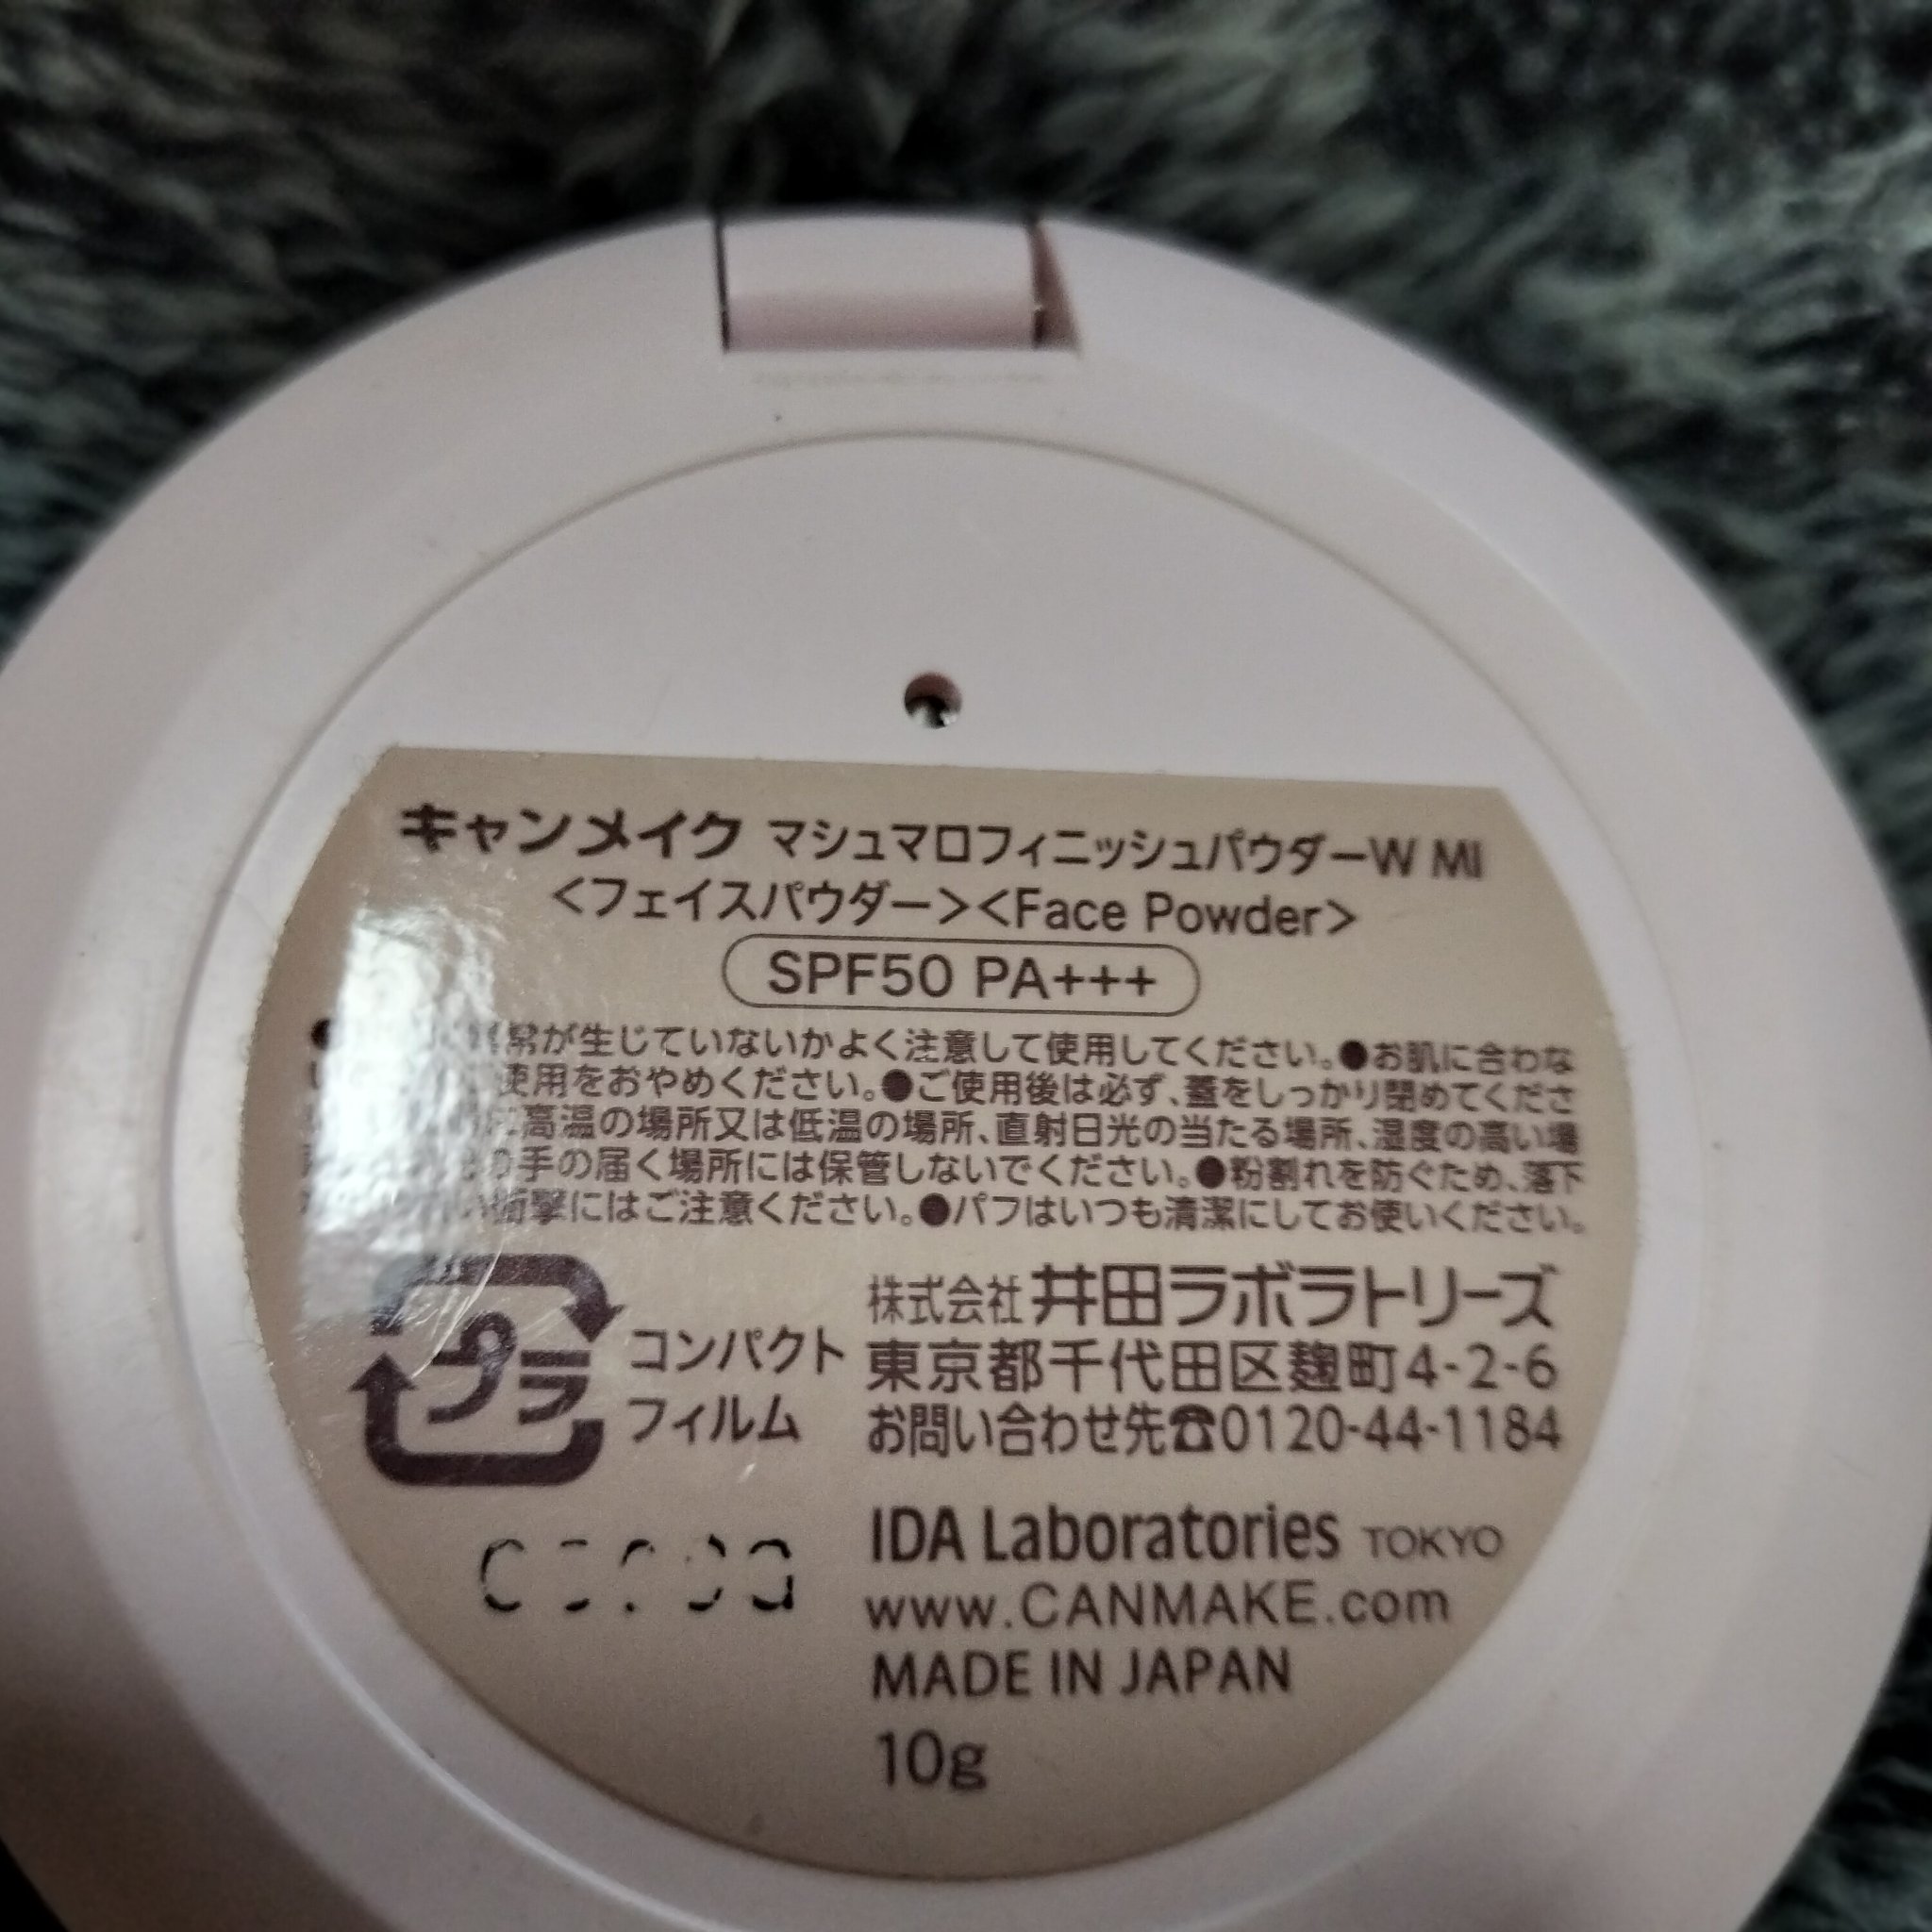 キャンメイク マシュマロフィニッシュパウダーW MI
<フェイスパウダー><Face Powder>
SPF50 PA+++
異常が生じていないかよく注意して使用してください。●お肌に合わな
使用をおやめください。●ご使用後は必ず、蓋をしっかり閉めてくださ
高温の場所又は低温の場所、直射日光の当たる場所、湿度の高い場
の手の届く場所には保管しないでください。●粉割れを防ぐため、落下
い衝撃にはご注意ください。●パフはいつも清潔にしてお使いください。
プラ
コンパクト
フィルム
株式会社 井田ラボラトリーズ
東京都千代田区麹町4-2-6
お問い合わせ先☎0120-44-1184
IDA Laboratories TOKYO
www.CANMAKE.com
MADE IN JAPAN
10g